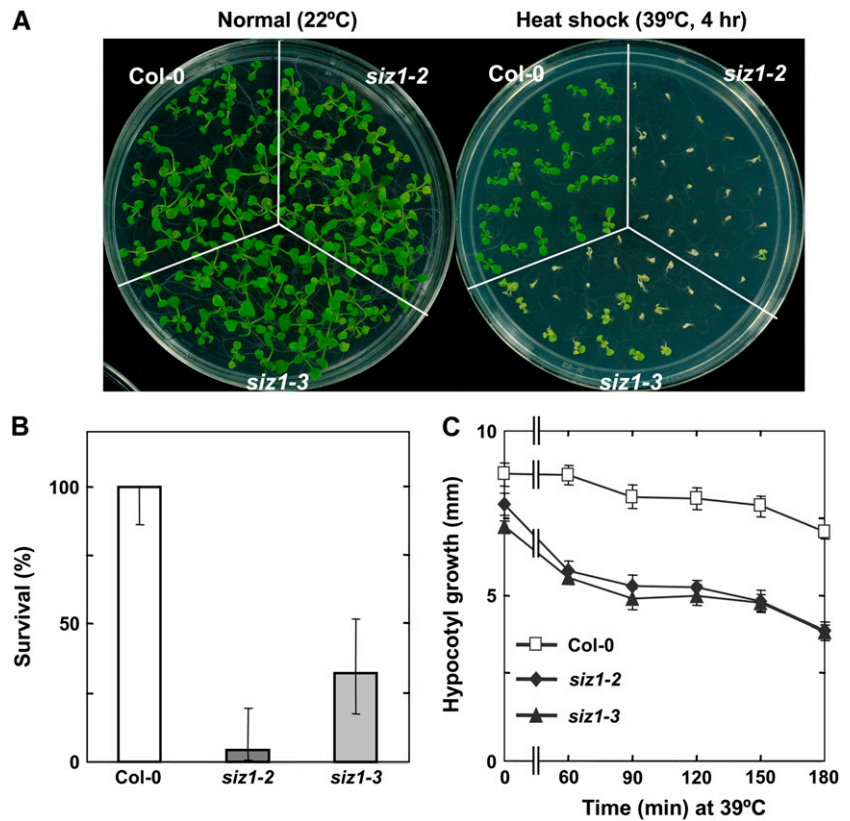 A
Normal (22ºC)
Heat shock (39ºC, 4 hr)
Col-0
siz1-2
siz1-3
Col-0
siz1-2
siz1-3
B
Survival (%)
100
50
0
Col-0
siz1-2
siz1-3
C
Hypocotyl growth (mm)
10
5
0
Col-0
siz1-2
siz1-3
0
60
90
120
150
180
Time (min) at 39ºC